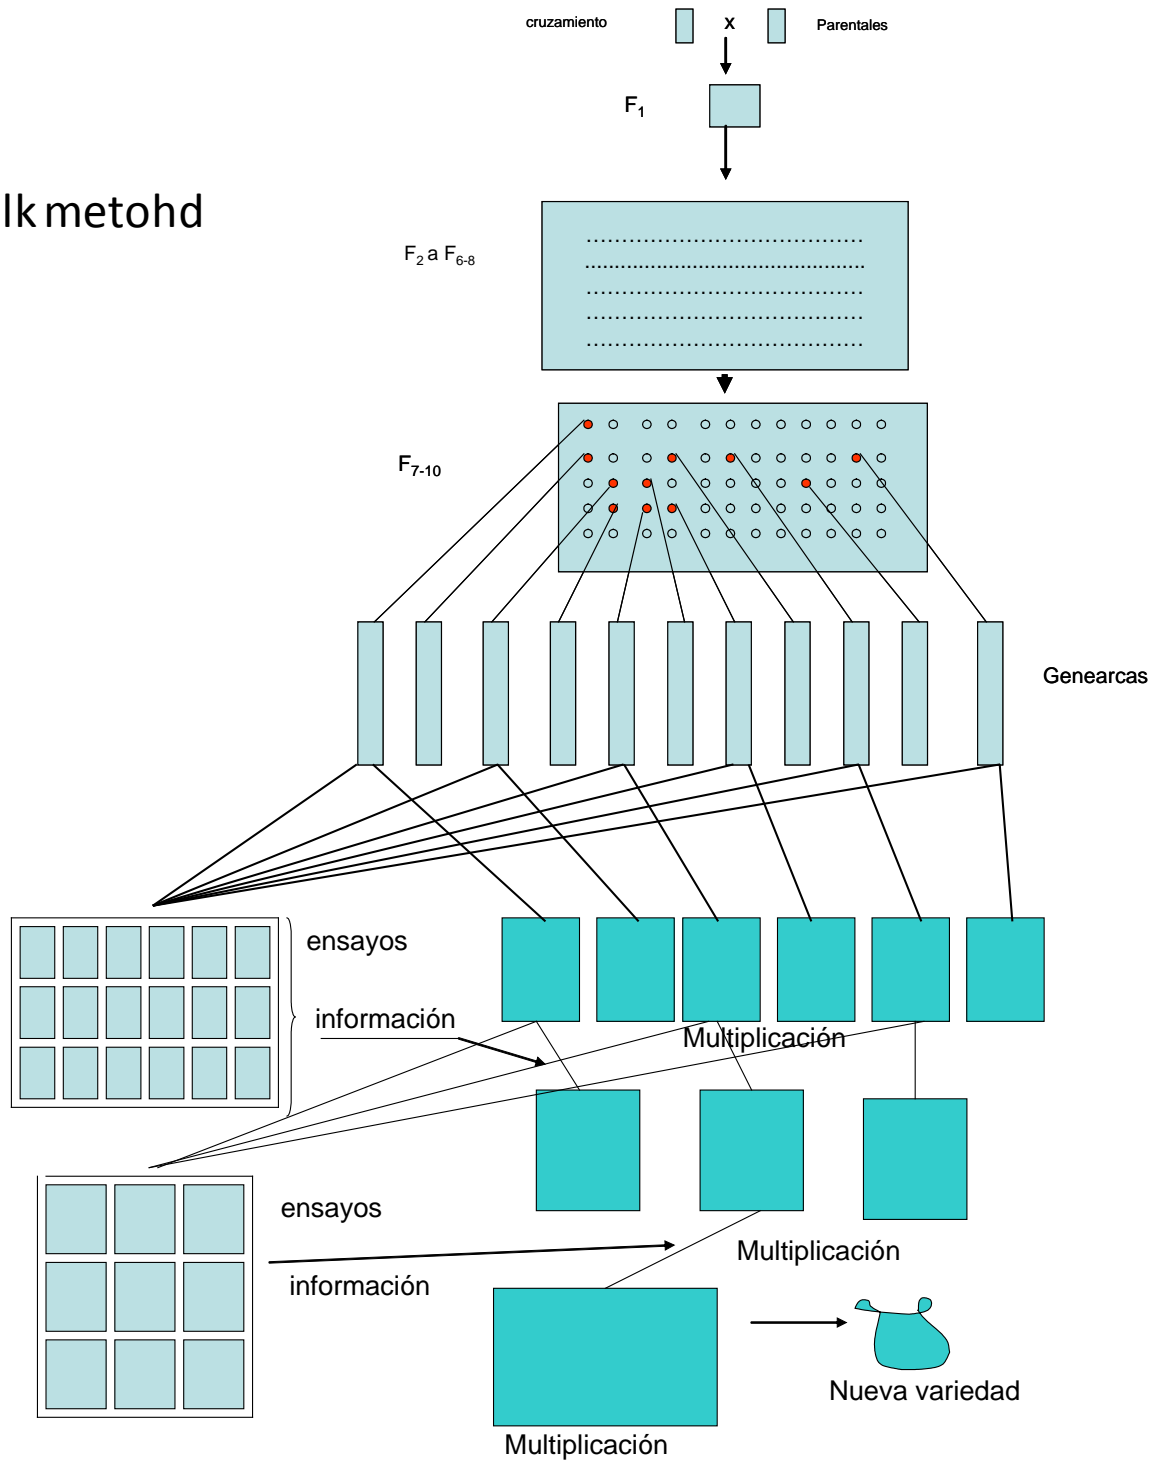 cruzamiento X Parentales
F₁
lk metohd
F₂ a F₆₋₈
F₇₋₁₀
Genearcas
ensayos
información
Multiplicación
ensayos
Multiplicación
información
Nueva variedad
Multiplicación